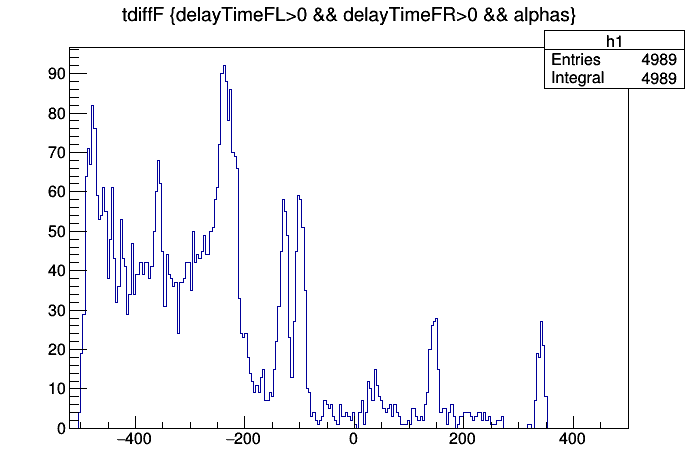 tdiffF {delayTimeFL>0 && delayTimeFR>0 && alphas}
h1
Entries 4989
Integral 4989
90
80
70
60
50
40
30
20
10
0
−400 −200 0 200 400